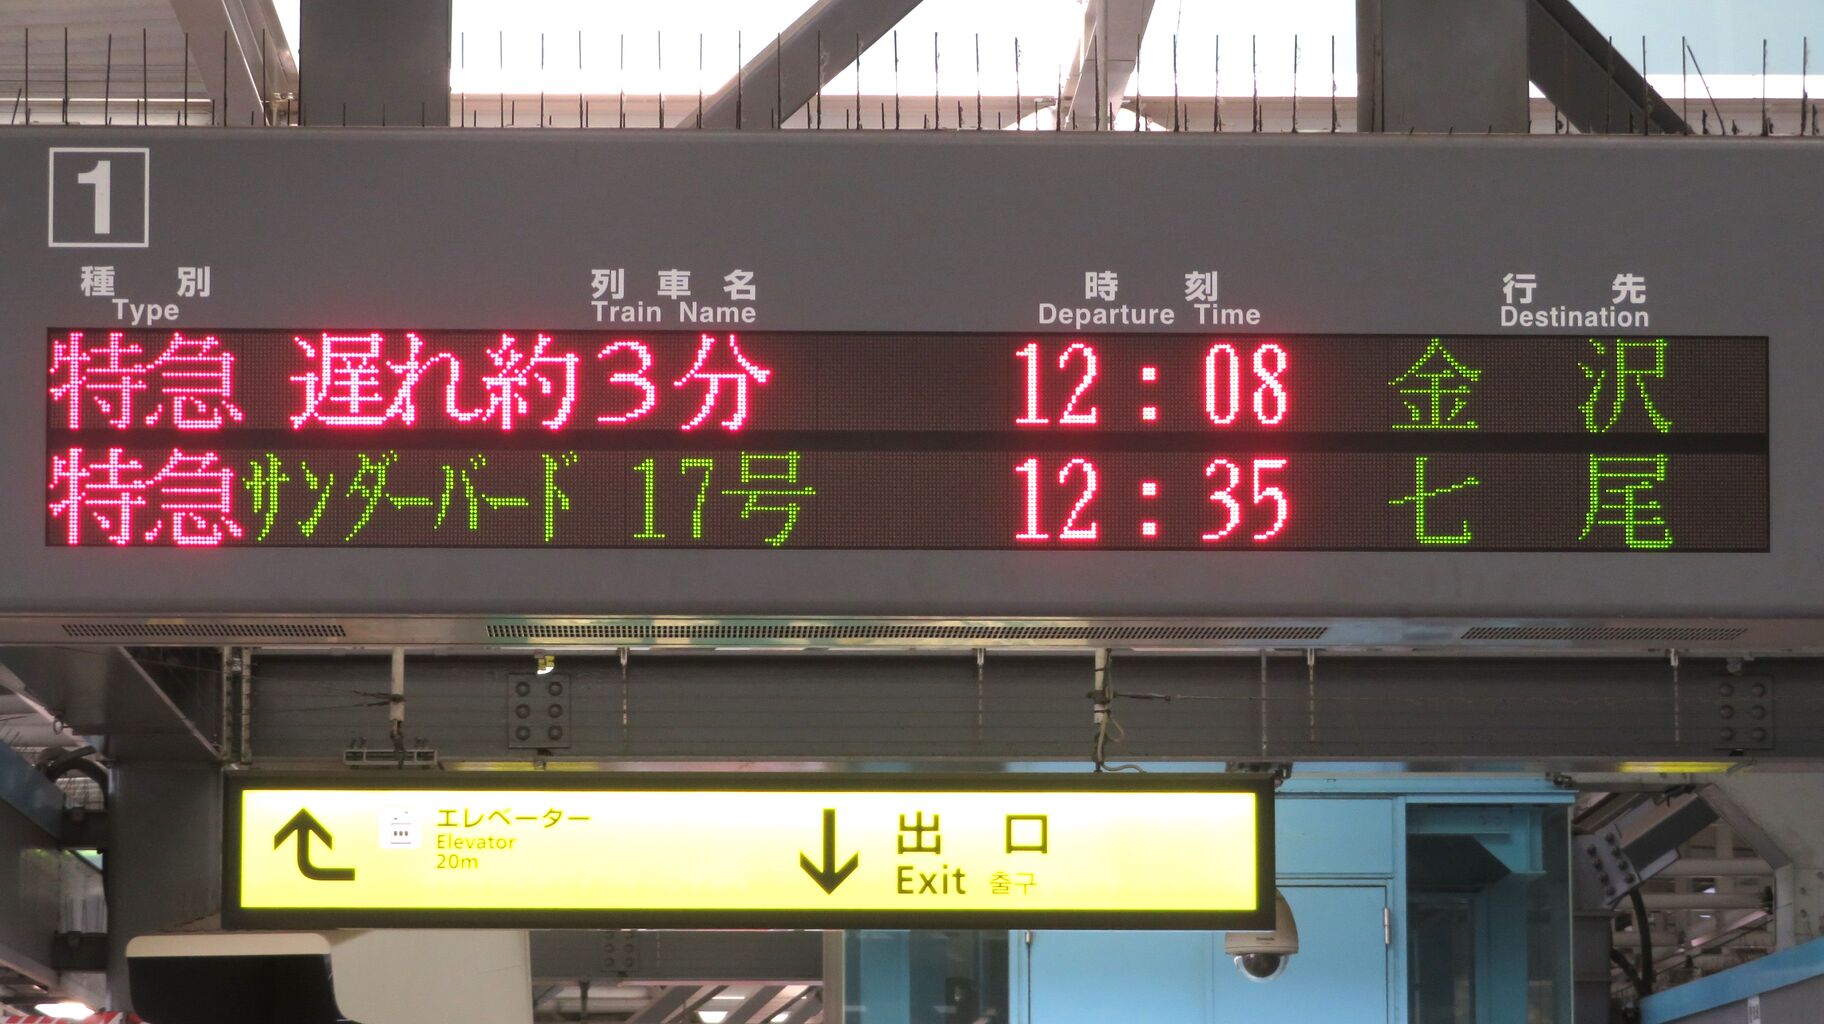 1
種別 列車名 時刻 行先
Type Train Name Departure Time Destination
特急 遅れ約3分 12:08 金沢
特急 サンダーバード 17号 12:35 七尾
エレベーター
Elevator
20m
出口
Exit 출구